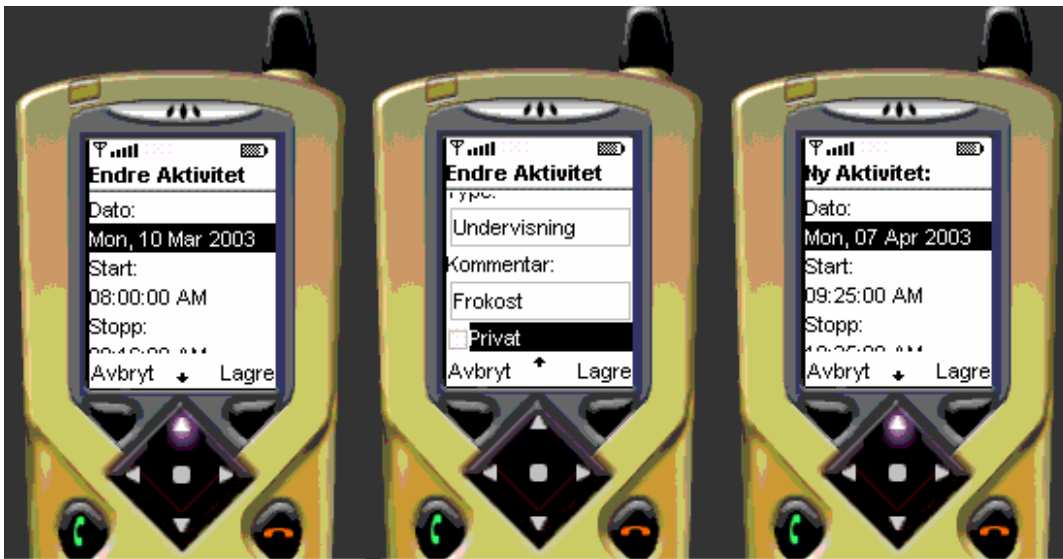 Endre Aktivitet
Dato:
Mon, 10 Mar 2003
Start:
08:00:00 AM
Stopp:
Avbryt Lagre
Endre Aktivitet
Type:
Undervisning
Kommentar:
Frokost
Privat
Avbryt Lagre
Ny Aktivitet:
Dato:
Mon, 07 Apr 2003
Start:
09:25:00 AM
Stopp:
Avbryt Lagre